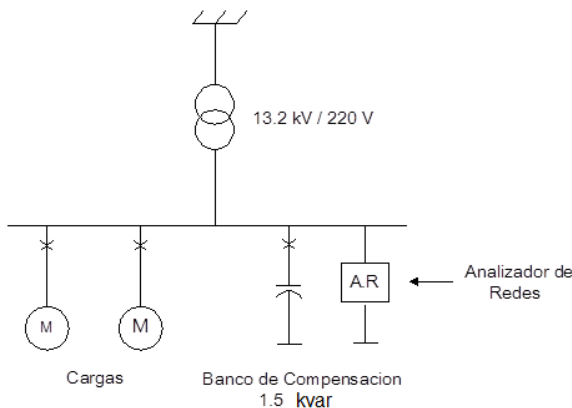 13.2 kV / 220 V
M
M
A.R
Analizador de
Redes
Cargas
Banco de Compensacion
1.5 kvar